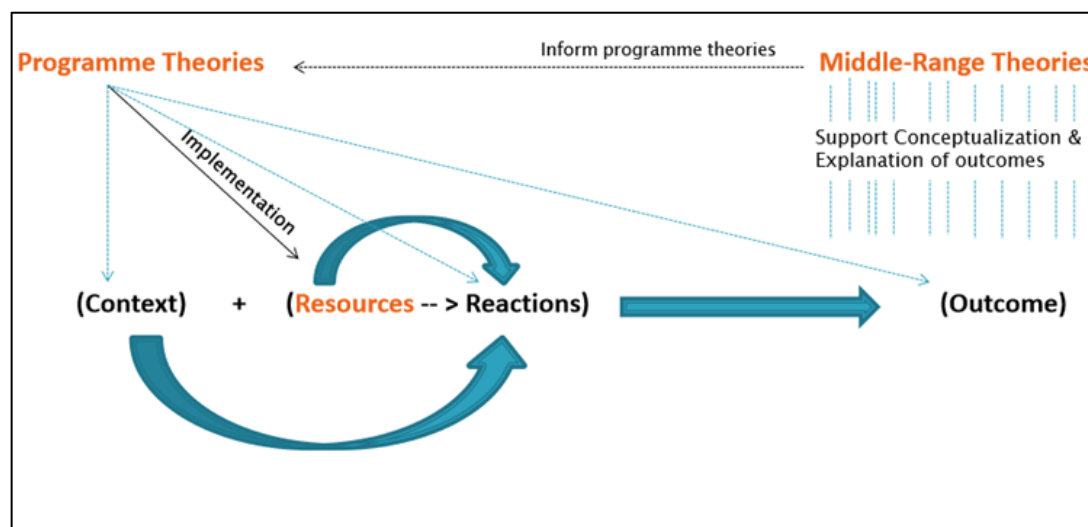 Inform programme theories
Programme Theories
Middle-Range Theories
Support Conceptualization &
Explanation of outcomes
Implementation
(Context) + (Resources -- > Reactions) (Outcome)